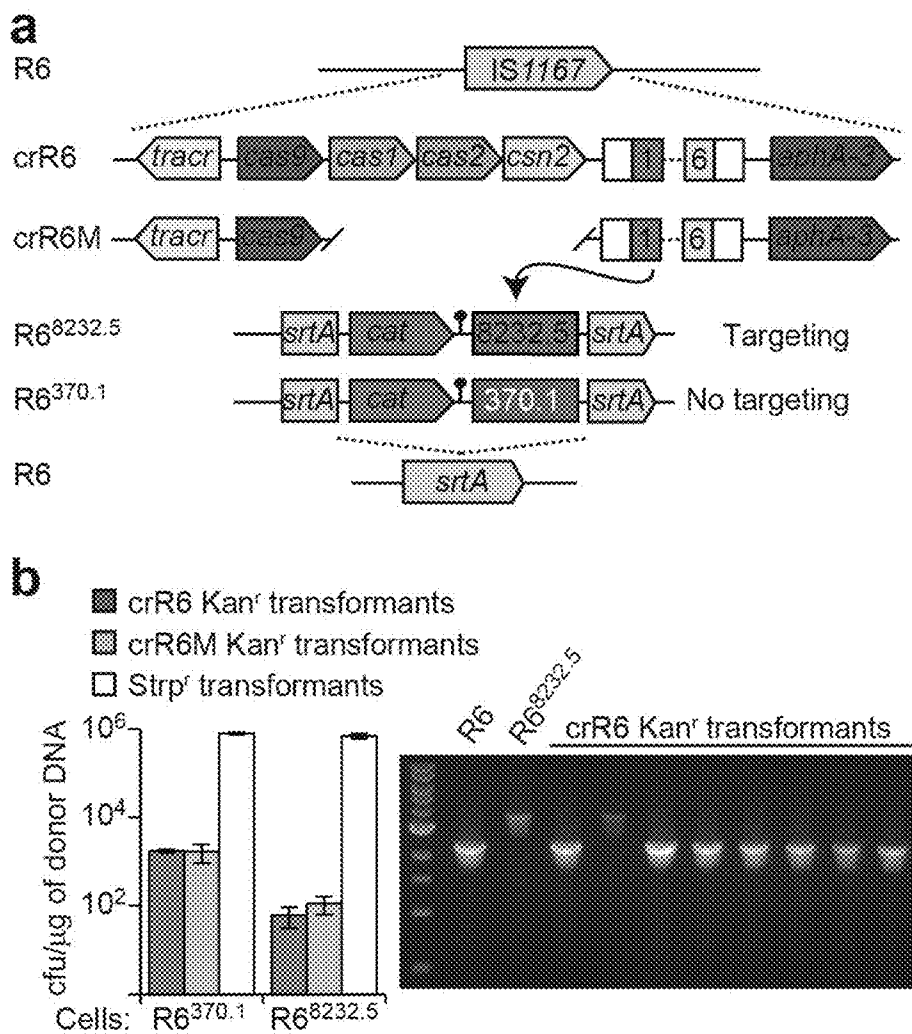 a
R6
IS1167
crR6
tracr cas9 cas1 cas2 csn2 1 6 aphA-3
crR6M
tracr cas9 1 6 aphA-3
R6^8232.5 srtA cat 8232.5 srtA Targeting
R6^370.1 srtA cat 370.1 srtA No targeting
R6
srtA
b
crR6 Kan^r transformants
crR6M Kan^r transformants
Strp^r transformants
cfu/µg of donor DNA
10^6
10^4
10^2
Cells: R6^370.1 R6^8232.5
R6 R6^8232.5 crR6 Kan^r transformants